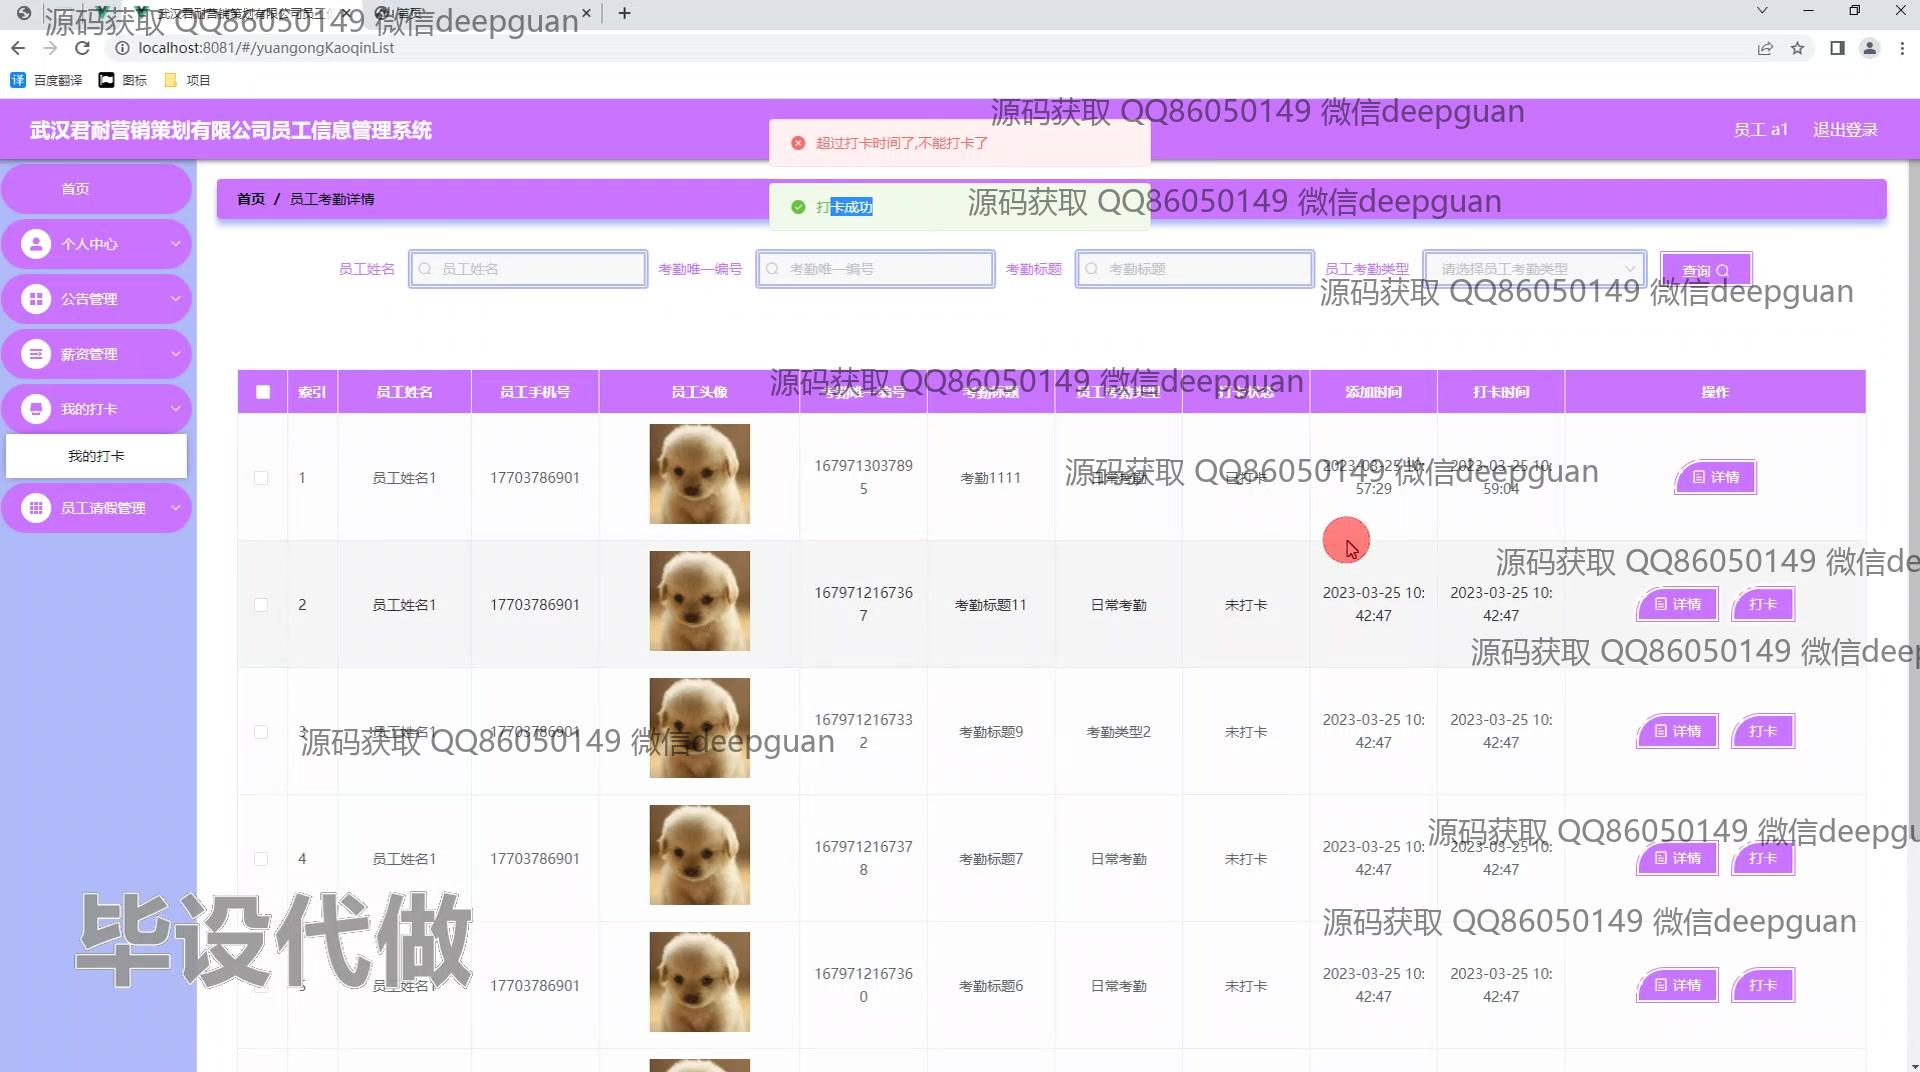 武汉君耐营销策划有限公司员工信
源码获取 QQ86050149 微信deepguan
localhost:8081/#/yuangongKaoqinList
百度翻译 图标 项目
源码获取 QQ86050149 微信deepguan
武汉君耐营销策划有限公司员工信息管理系统
员工 a1 退出登录
超过打卡时间了,不能打卡了
首页
首页 / 员工考勤详情
打卡成功
源码获取 QQ86050149 微信deepguan
个人中心
员工姓名 员工姓名 考勤唯一编号 考勤唯一编号 考勤标题 考勤标题 员工考勤类型 请选择员工考勤类型 查询
源码获取 QQ86050149 微信deepguan
公告管理
薪资管理
源码获取 QQ86050149 微信deepguan
索引 员工姓名 员工手机号 员工头像 考勤唯一编号 考勤标题 员工考勤类型 打卡状态 添加时间 打卡时间 操作
我的打卡
我的打卡
员工请假管理
源码获取 QQ86050149 微信deepguan
1 员工姓名1 17703786901 1679713037895 考勤1111 日常考勤 已打卡 2023-03-25 10:57:29 2023-03-25 10:59:04 详情
源码获取 QQ86050149 微信de
2 员工姓名1 17703786901 1679712167367 考勤标题11 日常考勤 未打卡 2023-03-25 10:42:47 2023-03-25 10:42:47 详情 打卡
源码获取 QQ86050149 微信deep
3 员工姓名1 17703786901 1679712167332 考勤标题9 考勤类型2 未打卡 2023-03-25 10:42:47 2023-03-25 10:42:47 详情 打卡
源码获取 QQ86050149 微信deepguan
源码获取 QQ86050149 微信deepgu
4 员工姓名1 17703786901 1679712167378 考勤标题7 日常考勤 未打卡 2023-03-25 10:42:47 2023-03-25 10:42:47 详情 打卡
源码获取 QQ86050149 微信deepguan
毕设代做
5 员工姓名1 17703786901 1679712167360 考勤标题6 日常考勤 未打卡 2023-03-25 10:42:47 2023-03-25 10:42:47 详情 打卡